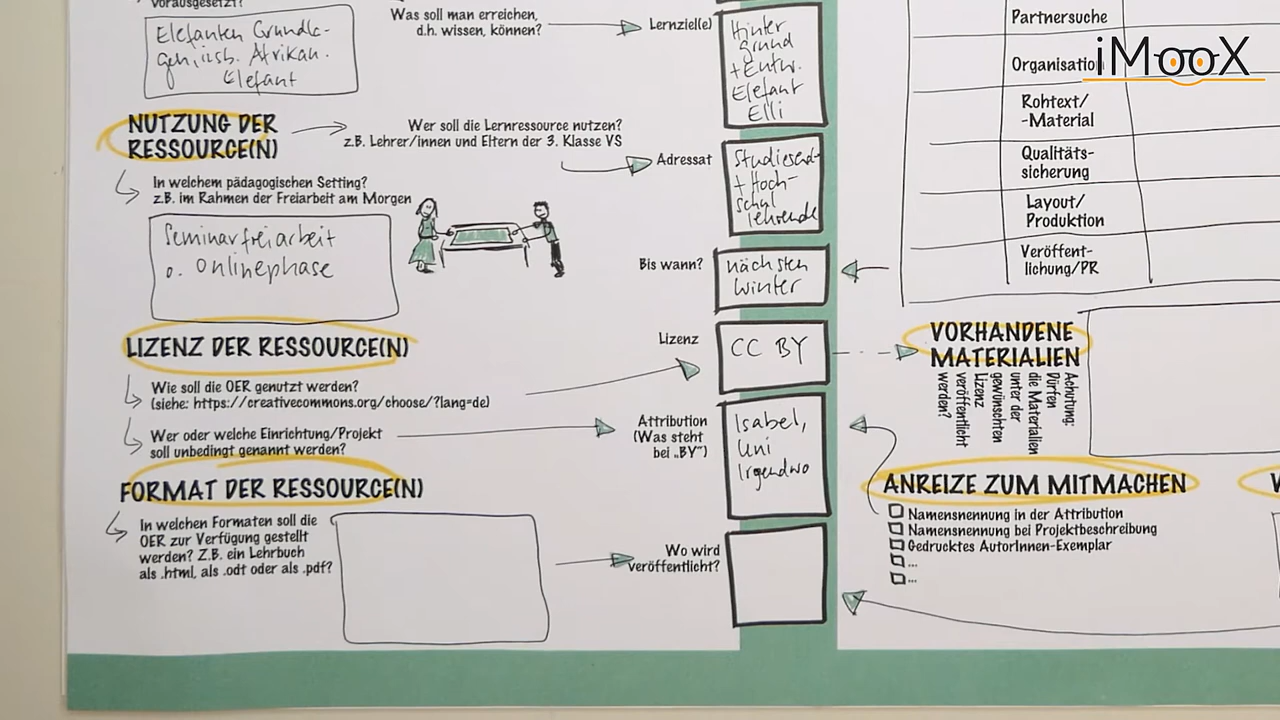 vorausgesetzt?
Elefanten Grundla-
gen, insb. Afrikan.
Elefant
Was soll man erreichen,
d.h. wissen, können?
Lernziel(e)
Hinter
grund
+ Entw.
Elefant
Elli
NUTZUNG DER
RESSOURCE(N)
Wer soll die Lernressource nutzen?
z.B. Lehrer/innen und Eltern der 3. Klasse VS
Adressat
Studierend-
+ Hoch-
schul
lehrende
In welchem pädagogischen Setting?
z.B. im Rahmen der Freiarbeit am Morgen
Seminarfreiarbeit
o. Onlinephase
Bis wann?
nächsten
Winter
LIZENZ DER RESSOURCE(N)
Lizenz
CC BY
Wie soll die OER genutzt werden?
(siehe: https://creativecommons.org/choose/?lang=de)
Wer oder welche Einrichtung/Projekt
soll unbedingt genannt werden?
Attribution
(Was steht
bei „BY")
Isabel,
Uni
Irgendwo
FORMAT DER RESSOURCE(N)
In welchen Formaten soll die
OER zur Verfügung gestellt
werden? Z.B. ein Lehrbuch
als .html, als .odt oder als .pdf?
Wo wird
veröffentlicht?
Partnersuche
Organisation
Rohtext/
-Material
Qualitäts-
sicherung
Layout/
Produktion
Veröffent-
lichung/PR
iMooX
VORHANDENE
MATERIALIEN
Achutung:
Dürfen
die Materialien
unter der
gewünschten
Lizenz
veröffentlicht
werden?
ANREIZE ZUM MITMACHEN
Namensnennung in der Attribution
Namensnennung bei Projektbeschreibung
Gedrucktes AutorInnen-Exemplar
...
...